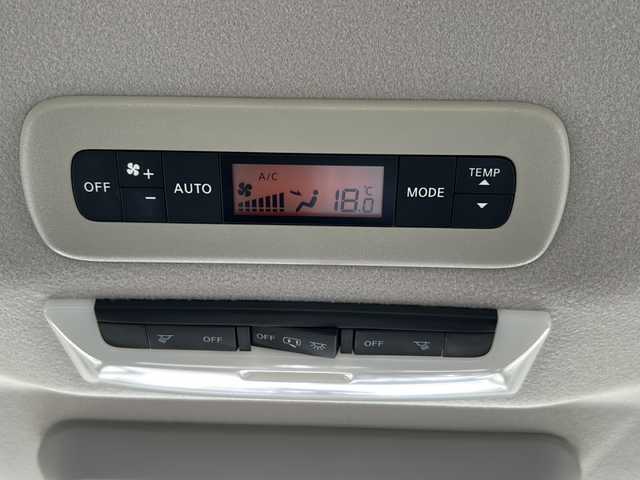 OFF + − AUTO A/C 18.0 °C MODE TEMP
OFF OFF OFF